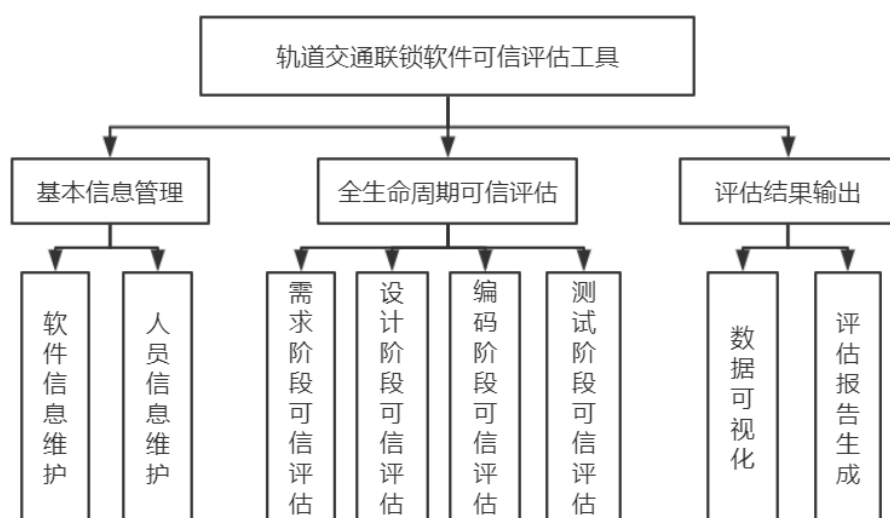 轨道交通联锁软件可信评估工具
基本信息管理
全生命周期可信评估
评估结果输出
软件信息维护
人员信息维护
需求阶段可信评估
设计阶段可信评估
编码阶段可信评估
测试阶段可信评估
数据可视化
评估报告生成